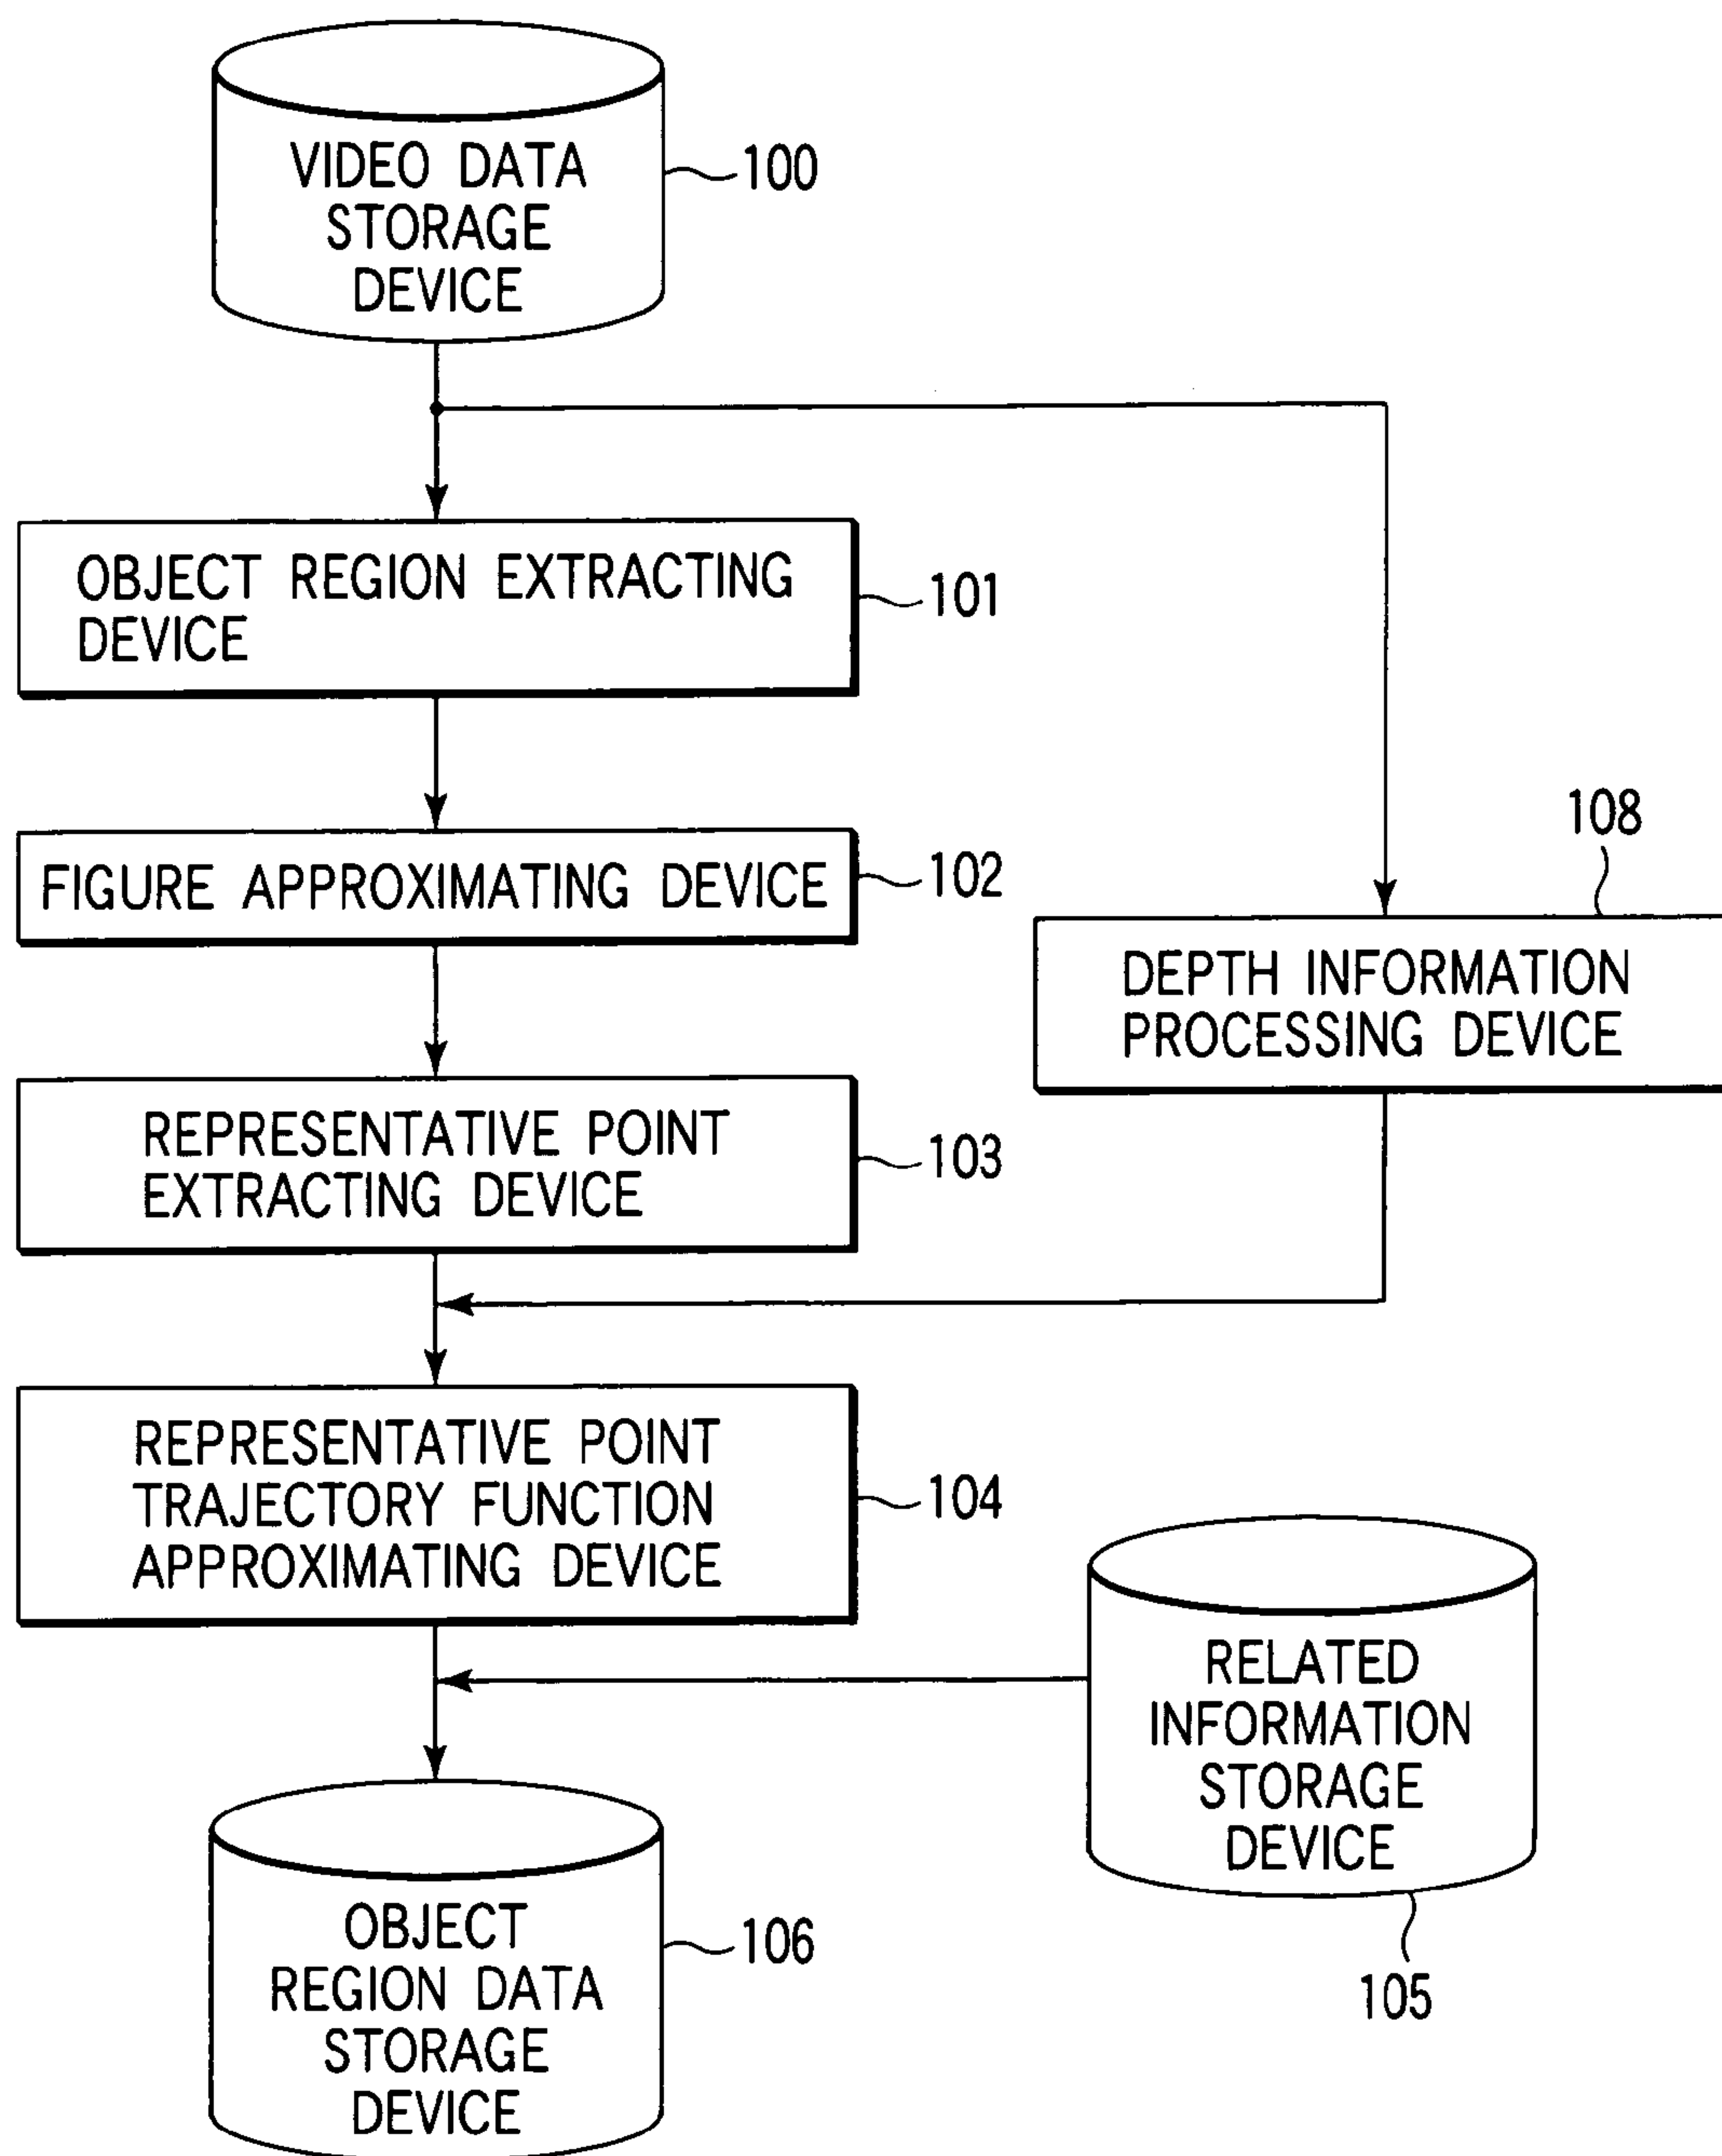 VIDEO DATA
STORAGE
DEVICE
100
OBJECT REGION EXTRACTING
DEVICE
101
FIGURE APPROXIMATING DEVICE
102
108
DEPTH INFORMATION
PROCESSING DEVICE
REPRESENTATIVE POINT
EXTRACTING DEVICE
103
REPRESENTATIVE POINT
TRAJECTORY FUNCTION
APPROXIMATING DEVICE
104
RELATED
INFORMATION
STORAGE
DEVICE
105
OBJECT
REGION DATA
STORAGE
DEVICE
106